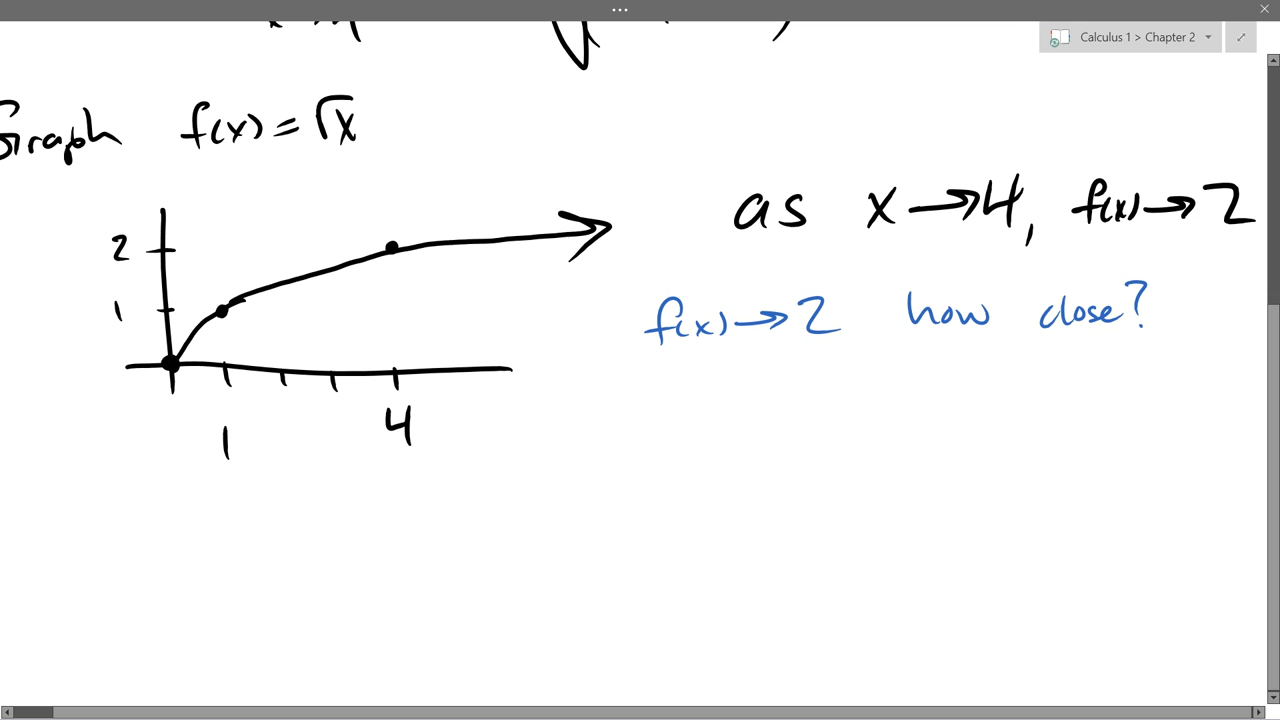 Calculus 1 > Chapter 2
Graph f(x) = √x
as x → 4, f(x) → 2
f(x) → 2 how close?
2
1
1
4